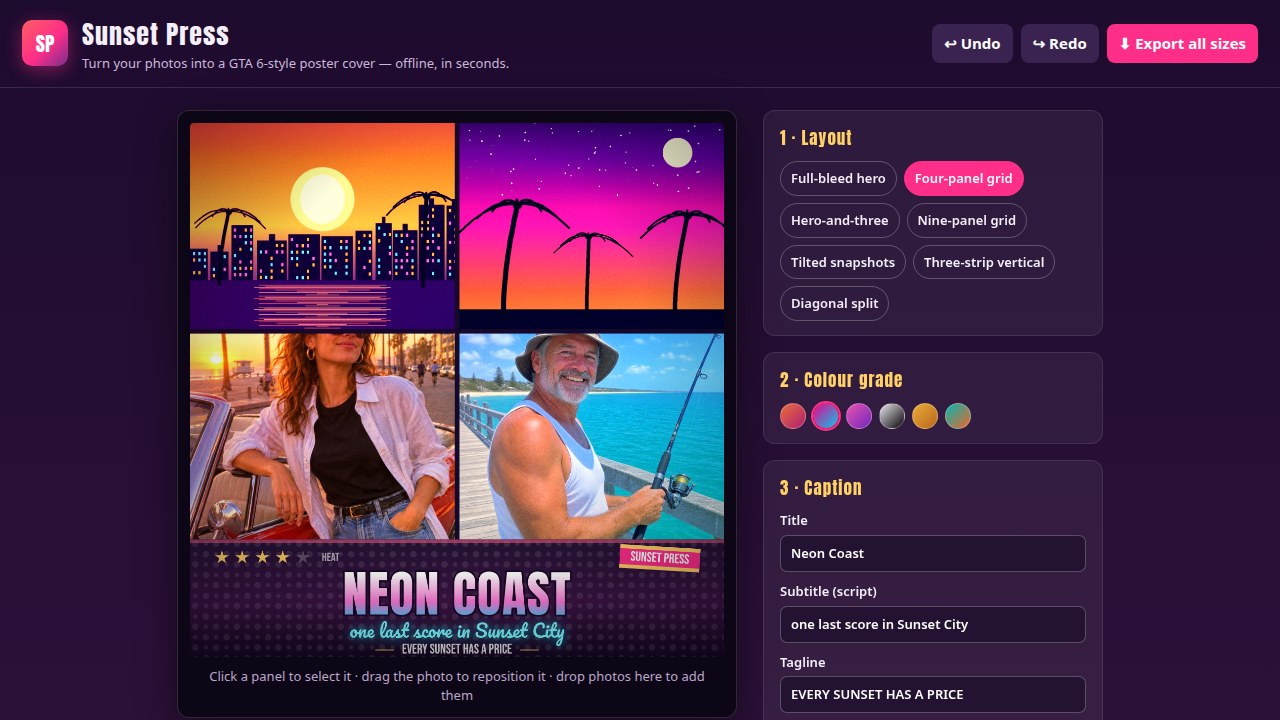 SP
Sunset Press
Turn your photos into a GTA 6-style poster cover — offline, in seconds.
↩ Undo
↪ Redo
⬇ Export all sizes
★★★★★ HEAT
SUNSET PRESS
NEON COAST
one last score in Sunset City
EVERY SUNSET HAS A PRICE
Click a panel to select it · drag the photo to reposition it · drop photos here to add
them
1 · Layout
Full-bleed hero
Four-panel grid
Hero-and-three
Nine-panel grid
Tilted snapshots
Three-strip vertical
Diagonal split
2 · Colour grade
3 · Caption
Title
Neon Coast
Subtitle (script)
one last score in Sunset City
Tagline
EVERY SUNSET HAS A PRICE